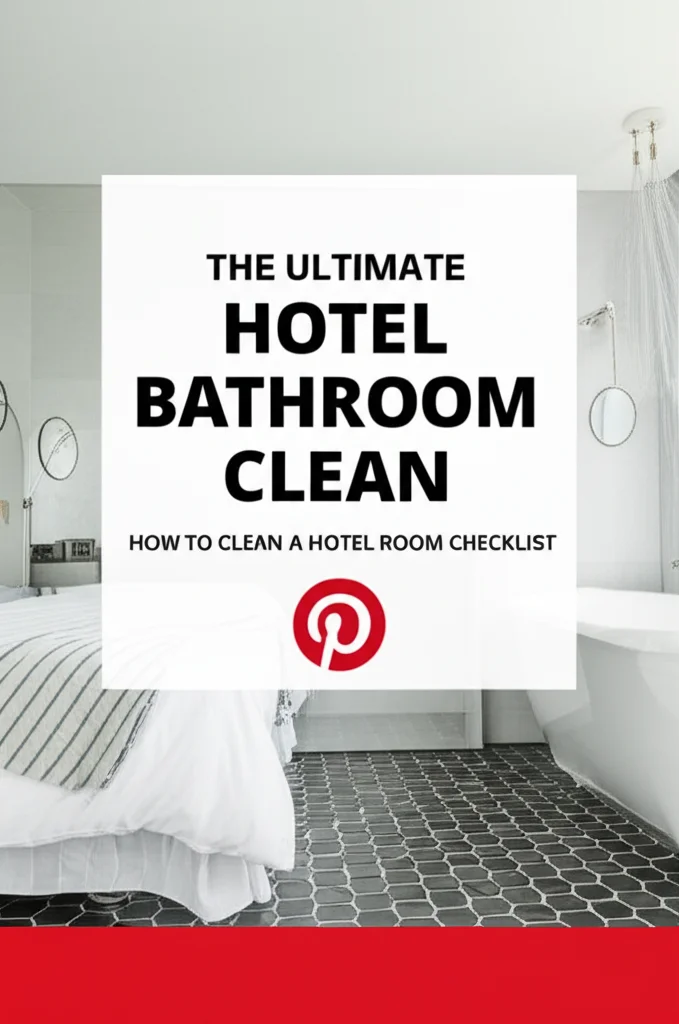 THE ULTIMATE
HOTEL
BATHROOM
CLEAN
HOW TO CLEAN A HOTEL ROOM CHECKLIST